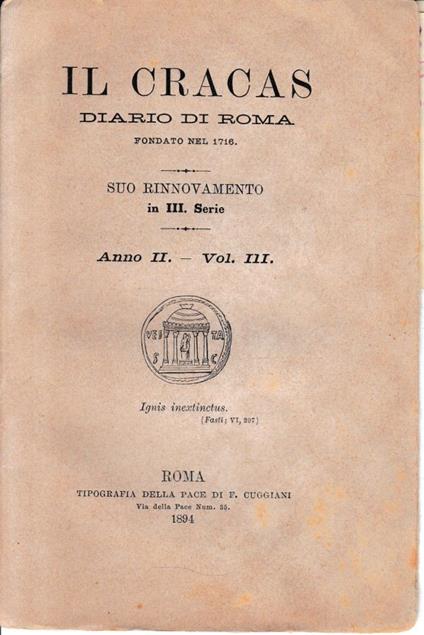 IL CRACAS
DIARIO DI ROMA
FONDATO NEL 1716.
SUO RINNOVAMENTO
in III. Serie
Anno II. — Vol. III.
VES TA
S C
Ignis inextinctus.
(Fasti; VI, 297)
ROMA
TIPOGRAFIA DELLA PACE DI F. CUGGIANI
Via della Pace Num. 35.
1894